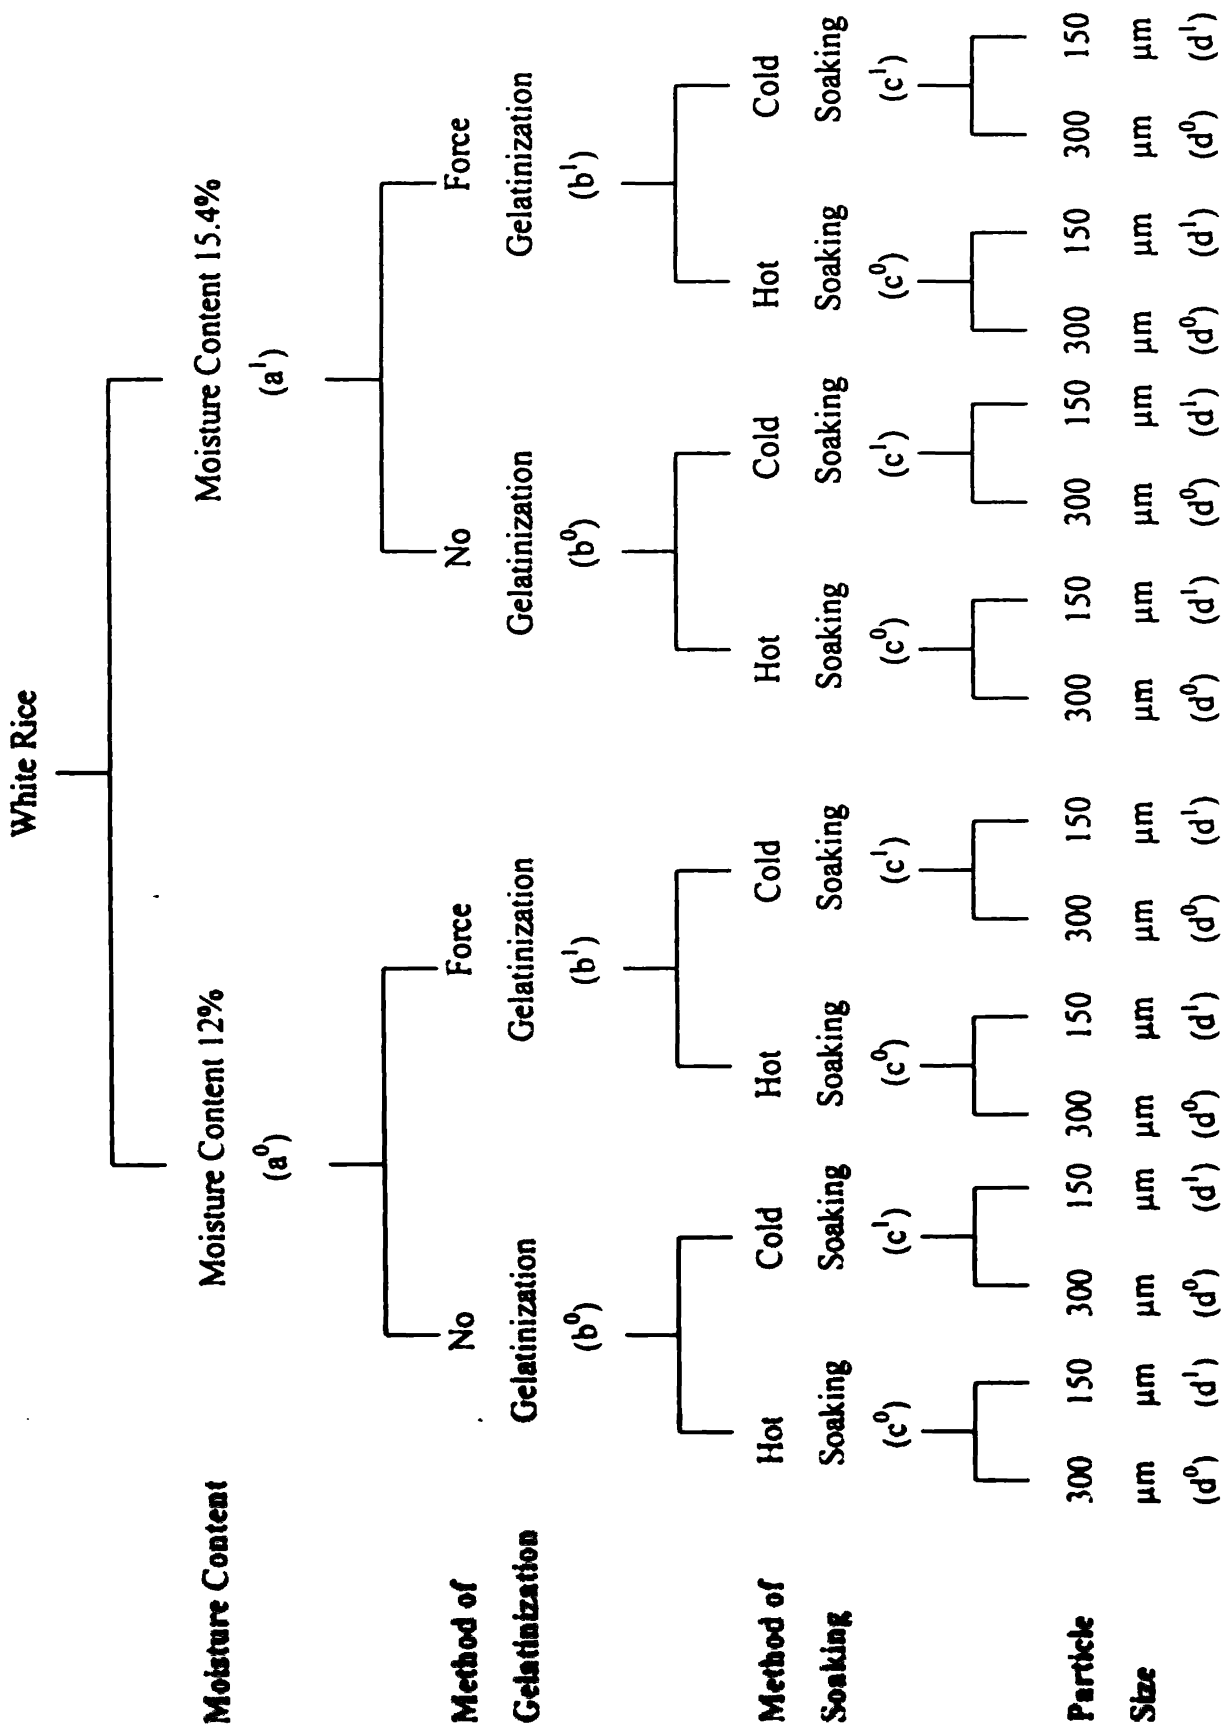 White Rice
Moisture Content
Moisture Content 12% Moisture Content 15.4%
(a⁰) (a¹)
Method of No Force No Force
Gelatinization Gelatinization Gelatinization Gelatinization Gelatinization
(b⁰) (b¹) (b⁰) (b¹)
Method of Hot Cold Hot Cold Hot Cold Hot Cold
Soaking Soaking Soaking Soaking Soaking Soaking Soaking Soaking Soaking
(c⁰) (c¹) (c⁰) (c¹) (c⁰) (c¹) (c⁰) (c¹)
Particle 300 150 300 150 300 150 300 150 300 150 300 150 300 150 300 150
Size µm µm µm µm µm µm µm µm µm µm µm µm µm µm µm µm
(d⁰) (d¹) (d⁰) (d¹) (d⁰) (d¹) (d⁰) (d¹) (d⁰) (d¹) (d⁰) (d¹) (d⁰) (d¹) (d⁰) (d¹)